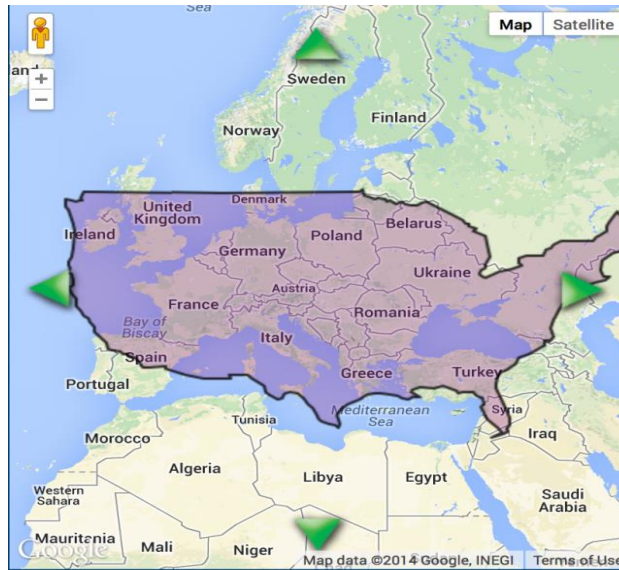 Sea
Map Satellite
+
Sweden
−
Finland
Norway
Denmark
United
Kingdom
Ireland
Belarus
Poland
Germany
Ukraine
Austria
France
Romania
Bay of
Biscay
Italy
Spain
Greece
Turkey
Portugal
Syria
Tunisia
Mediterranean
Sea
Morocco
Iraq
Algeria
Libya
Egypt
Western
Sahara
Saudi
Arabia
Mauritania
Mali
Niger
Google
Map data ©2014 Google, INEGI Terms of Use